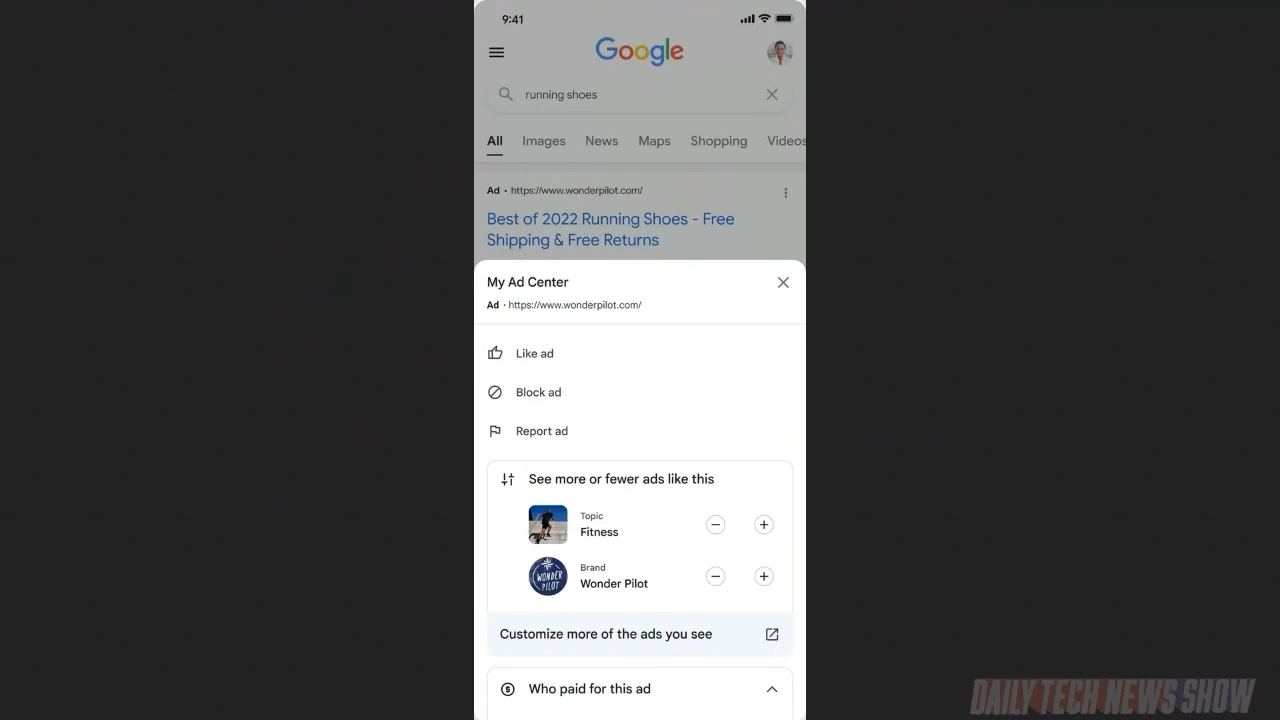 9:41
Google
running shoes
All Images News Maps Shopping Videos
Ad · https://www.wonderpilot.com/
Best of 2022 Running Shoes - Free
Shipping & Free Returns
My Ad Center
Ad · https://www.wonderpilot.com/
Like ad
Block ad
Report ad
See more or fewer ads like this
Topic
Fitness
Brand
WONDER
PILOT
Wonder Pilot
Customize more of the ads you see
Who paid for this ad
DAILY TECH NEWS SHOW